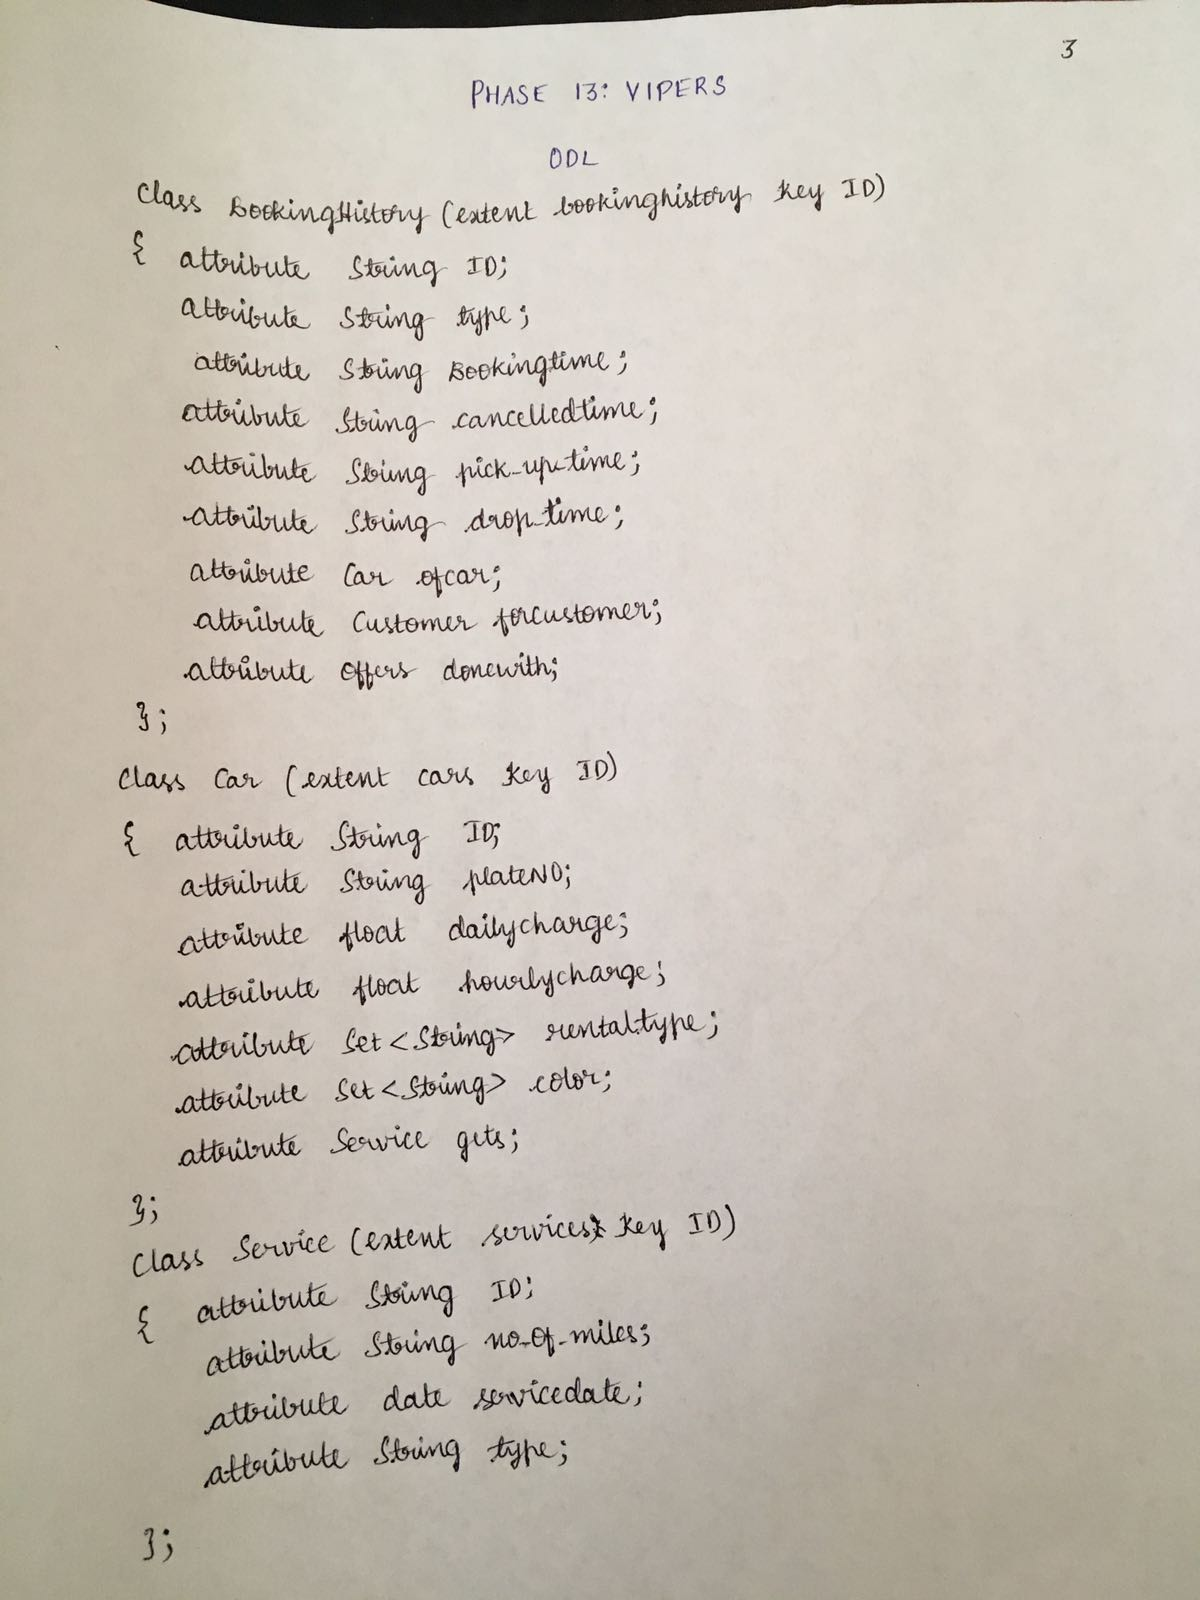 3
PHASE 13: VIPERS
ODL
Class BookingHistory (extent bookinghistory key ID)
{ attribute String ID;
attribute String type;
attribute String Bookingtime;
attribute String cancelledtime;
attribute String pick-up-time;
attribute String drop_time;
attribute Car ofcar;
attribute Customer forcustomer;
attribute Offers donewith;
};
Class Car (extent cars key ID)
{ attribute String ID;
attribute String plateNO;
attribute float dailycharge;
attribute float hourlycharge;
attribute Set<String> rentaltype;
attribute Set<String> color;
attribute Service gets;
};
Class Service (extent services key ID)
{ attribute String ID;
attribute String no-of-miles;
attribute date servicedate;
attribute String type;
};